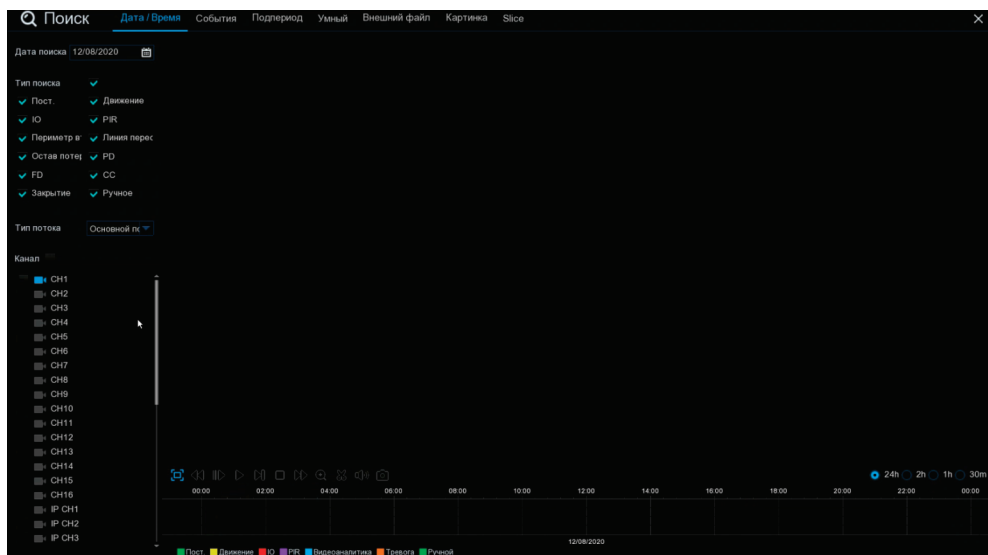 Поиск Дата / Время События Подпериод Умный Внешний файл Картинка Slice
Дата поиска 12/08/2020
Тип поиска
Пост. Движение
IO PIR
Периметр вт Линия перес
Остав потер PD
FD CC
Закрытие Ручное
Тип потока Основной по
Канал
CH1
CH2
CH3
CH4
CH5
CH6
CH7
CH8
CH9
CH10
CH11
CH12
CH13
CH14
CH15
CH16
IP CH1
IP CH2
IP CH3
24h 2h 1h 30m
00:00 02:00 04:00 06:00 08:00 10:00 12:00 14:00 16:00 18:00 20:00 22:00 00:00
12/08/2020
Пост Движение IO PIR Видеоаналитика Тревога Ручной